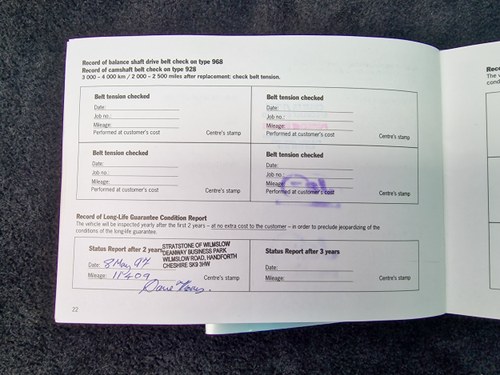 Record of balance shaft drive belt check on type 968
Record of camshaft belt check on type 928
3 000 – 4 000 km / 2 000 – 2 500 miles after replacement: check belt tension.
Belt tension checked
Date:
Job no.:
Mileage:
Performed at customer's cost Centre's stamp
Belt tension checked
Date:
Job no.:
Mileage:
Performed at customer's cost Centre's stamp
Belt tension checked
Date:
Job no.:
Mileage:
Performed at customer's cost Centre's stamp
Belt tension checked
Date:
Job no.:
Mileage:
Performed at customer's cost Centre's stamp
Record of Long-Life Guarantee Condition Report
The vehicle will be inspected yearly after the first 2 years – at no extra cost to the customer – in order to preclude jeopardizing of
conditions of the long-life guarantee.
Status Report after 2 years
STRATSTONE OF WILMSLOW
DEANWAY BUSINESS PARK
WILMSLOW ROAD, HANDFORTH
CHESHIRE SK9 3HW
Date: 8 May 97
Mileage: 11409 Centre's stamp
Status Report after 3 years
Date:
Mileage: Centre's stamp
22
Reco
The v
cond